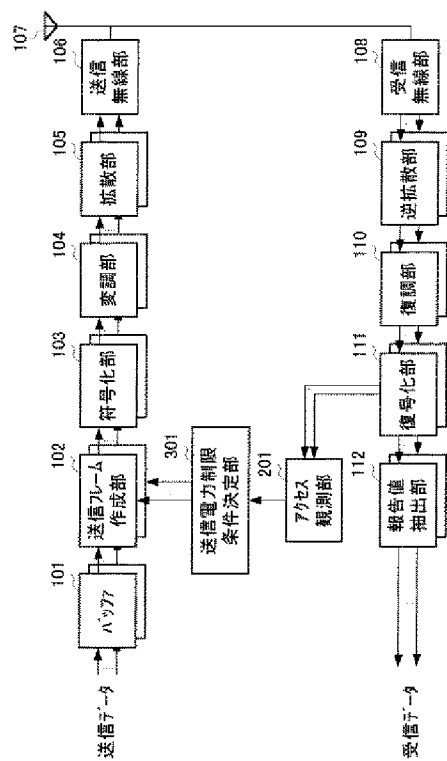 107
106
送信
無線部
105
拡散部
104
変調部
103
符号化部
102
送信フレーム
作成部
101
バッファ
送信データ
301
送信電力制限
条件決定部
201
アクセス
観測部
108
受信
無線部
109
逆拡散部
110
復調部
111
復号化部
112
報告値
抽出部
受信データ